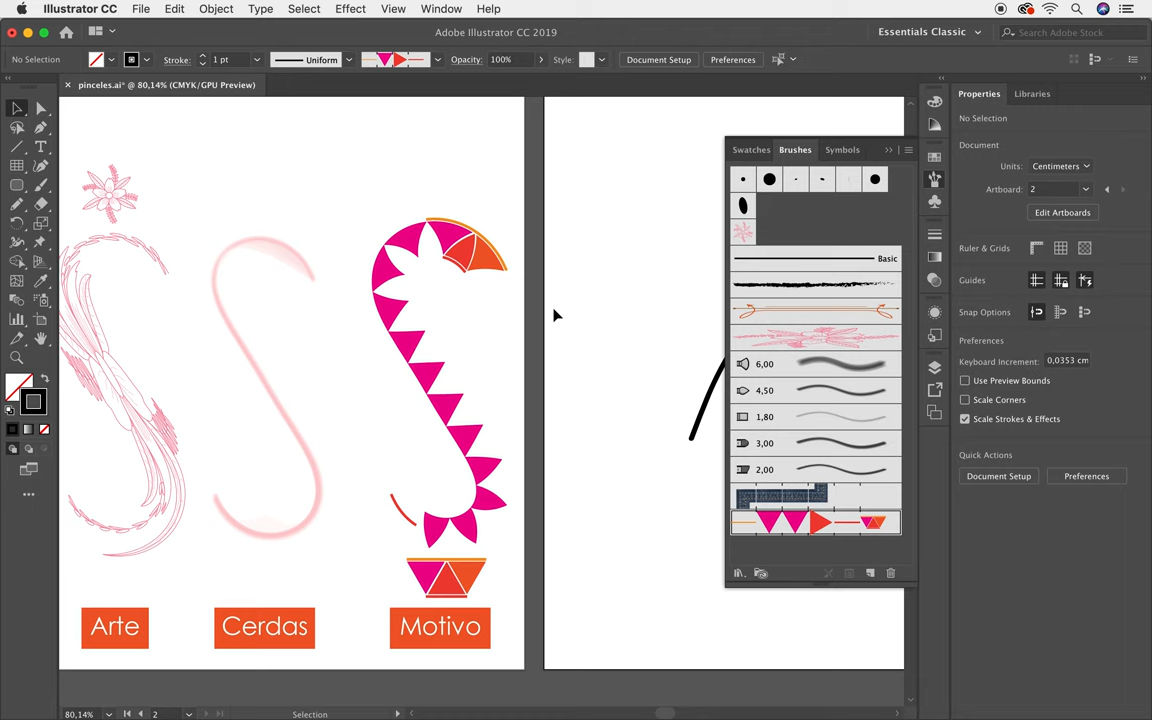 Illustrator CC File Edit Object Type Select Effect View Window Help
Adobe Illustrator CC 2019
Essentials Classic
Search Adobe Stock
No Selection
Stroke: 1 pt
Uniform
Opacity: 100%
Style:
Document Setup
Preferences
× pinceles.ai* @ 80,14% (CMYK/GPU Preview)
Properties Libraries
No Selection
Document
Units: Centimeters
Artboard: 2
Edit Artboards
Ruler & Grids
Guides
Snap Options
Preferences
Keyboard Increment: 0,0353 cm
Use Preview Bounds
Scale Corners
Scale Strokes & Effects
Quick Actions
Document Setup Preferences
Swatches Brushes Symbols
Basic
6,00
4,50
1,80
3,00
2,00
Arte
Cerdas
Motivo
80,14% 2 Selection